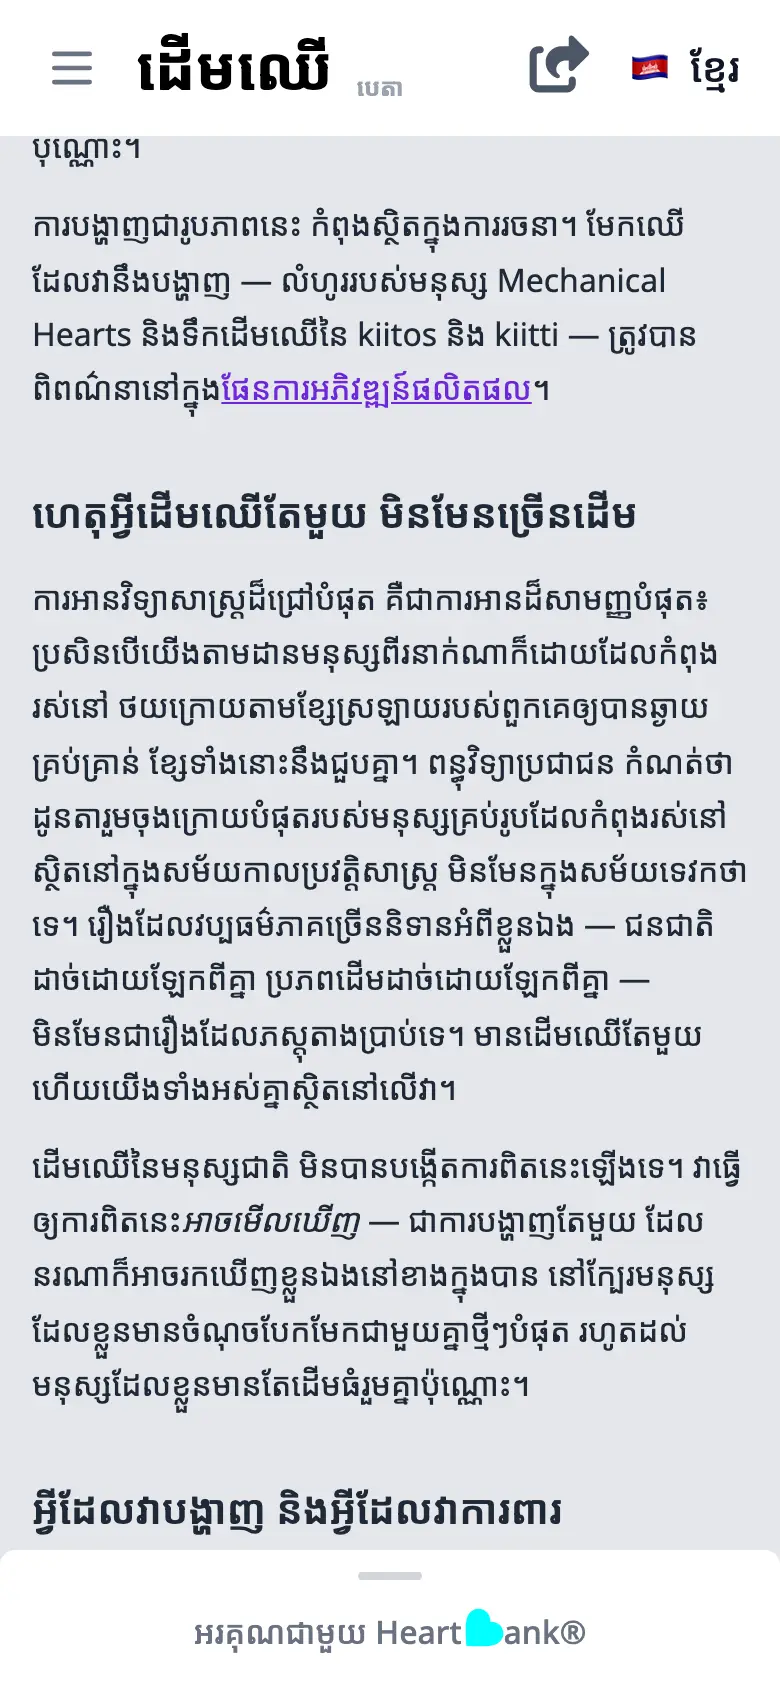 ដើមឈើ បេតា ខ្មែរ
ប៉ុណ្ណោះ។
ការបង្ហាញជារូបភាពនេះ កំពុងស្ថិតក្នុងការរចនា។ មែកឈើ
ដែលវានឹងបង្ហាញ — លំហូររបស់មនុស្ស Mechanical
Hearts និងទឹកដើមឈើនៃ kiitos និង kiitti — ត្រូវបាន
ពិពណ៌នានៅក្នុងផែនការអភិវឌ្ឍន៍ផលិតផល។
ហេតុអ្វីដើមឈើតែមួយ មិនមែនច្រើនដើម
ការអានវិទ្យាសាស្ត្រដ៏ជ្រៅបំផុត គឺជាការអានដ៏សាមញ្ញបំផុត៖
ប្រសិនបើយើងតាមដានមនុស្សពីរនាក់ណាក៏ដោយដែលកំពុង
រស់នៅ ថយក្រោយតាមខ្សែស្រឡាយរបស់ពួកគេឲ្យបានឆ្ងាយ
គ្រប់គ្រាន់ ខ្សែទាំងនោះនឹងជួបគ្នា។ ពន្ធុវិទ្យាប្រជាជន កំណត់ថា
ដូនតារួមចុងក្រោយបំផុតរបស់មនុស្សគ្រប់រូបដែលកំពុងរស់នៅ
ស្ថិតនៅក្នុងសម័យកាលប្រវត្តិសាស្ត្រ មិនមែនក្នុងសម័យទេវកថា
ទេ។ រឿងដែលវប្បធម៌ភាគច្រើននិទានអំពីខ្លួនឯង — ជនជាតិ
ដាច់ដោយឡែកពីគ្នា ប្រភពដើមដាច់ដោយឡែកពីគ្នា —
មិនមែនជារឿងដែលភស្តុតាងប្រាប់ទេ។ មានដើមឈើតែមួយ
ហើយយើងទាំងអស់គ្នាស្ថិតនៅលើវា។
ដើមឈើនៃមនុស្សជាតិ មិនបានបង្កើតការពិតនេះឡើងទេ។ វាធ្វើ
ឲ្យការពិតនេះអាចមើលឃើញ — ជាការបង្ហាញតែមួយ ដែល
នរណាក៏អាចរកឃើញខ្លួនឯងនៅខាងក្នុងបាន នៅក្បែរមនុស្ស
ដែលខ្លួនមានចំណុចបែកមែកជាមួយគ្នាថ្មីៗបំផុត រហូតដល់
មនុស្សដែលខ្លួនមានតែដើមធំរួមគ្នាប៉ុណ្ណោះ។
អ្វីដែលវាបង្ហាញ និងអ្វីដែលវាការពារ
អរគុណជាមួយ HeartBank®